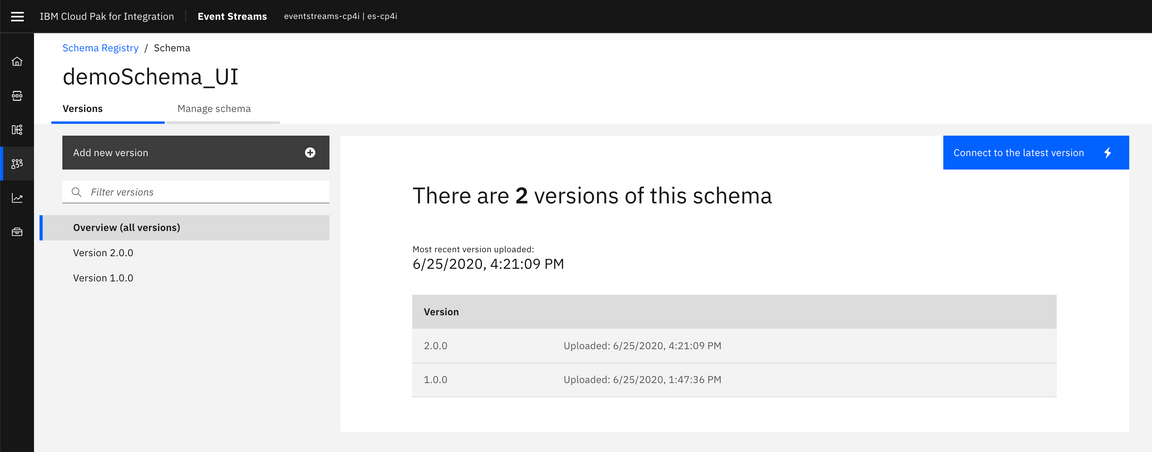 IBM Cloud Pak for Integration Event Streams eventstreams-cp4i | es-cp4i
Schema Registry / Schema
demoSchema_UI
Versions Manage schema
Add new version
Filter versions
Overview (all versions)
Version 2.0.0
Version 1.0.0
Connect to the latest version
There are 2 versions of this schema
Most recent version uploaded:
6/25/2020, 4:21:09 PM
Version
2.0.0 Uploaded: 6/25/2020, 4:21:09 PM
1.0.0 Uploaded: 6/25/2020, 1:47:36 PM